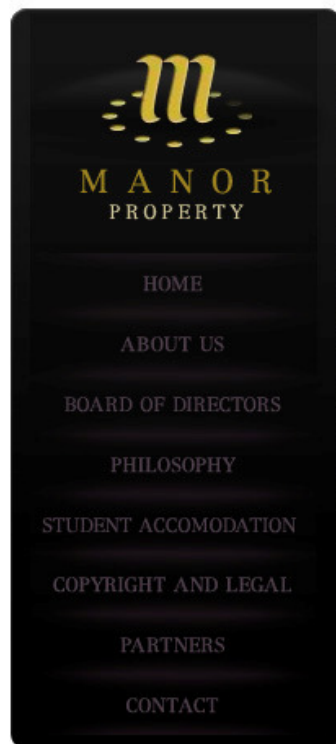 m
MANOR
PROPERTY
HOME
ABOUT US
BOARD OF DIRECTORS
PHILOSOPHY
STUDENT ACCOMODATION
COPYRIGHT AND LEGAL
PARTNERS
CONTACT